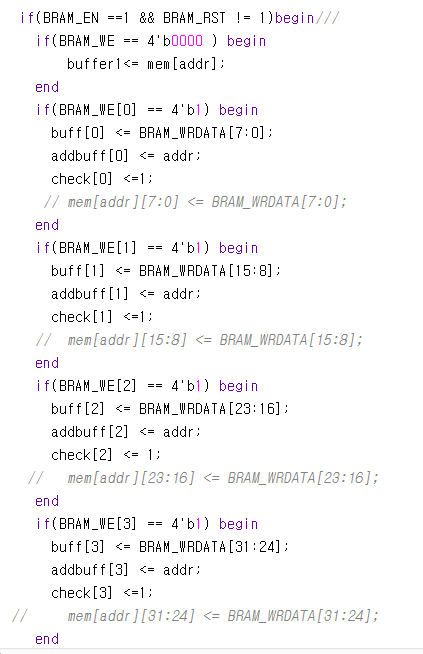 if(BRAM_EN ==1 && BRAM_RST != 1)begin///
if(BRAM_WE == 4'b0000 ) begin
buffer1<= mem[addr];
end
if(BRAM_WE[0] == 4'b1) begin
buff[0] <= BRAM_WRDATA[7:0];
addbuff[0] <= addr;
check[0] <=1;
// mem[addr][7:0] <= BRAM_WRDATA[7:0];
end
if(BRAM_WE[1] == 4'b1) begin
buff[1] <= BRAM_WRDATA[15:8];
addbuff[1] <= addr;
check[1] <=1;
// mem[addr][15:8] <= BRAM_WRDATA[15:8];
end
if(BRAM_WE[2] == 4'b1) begin
buff[2] <= BRAM_WRDATA[23:16];
addbuff[2] <= addr;
check[2] <= 1;
// mem[addr][23:16] <= BRAM_WRDATA[23:16];
end
if(BRAM_WE[3] == 4'b1) begin
buff[3] <= BRAM_WRDATA[31:24];
addbuff[3] <= addr;
check[3] <=1;
// mem[addr][31:24] <= BRAM_WRDATA[31:24];
end